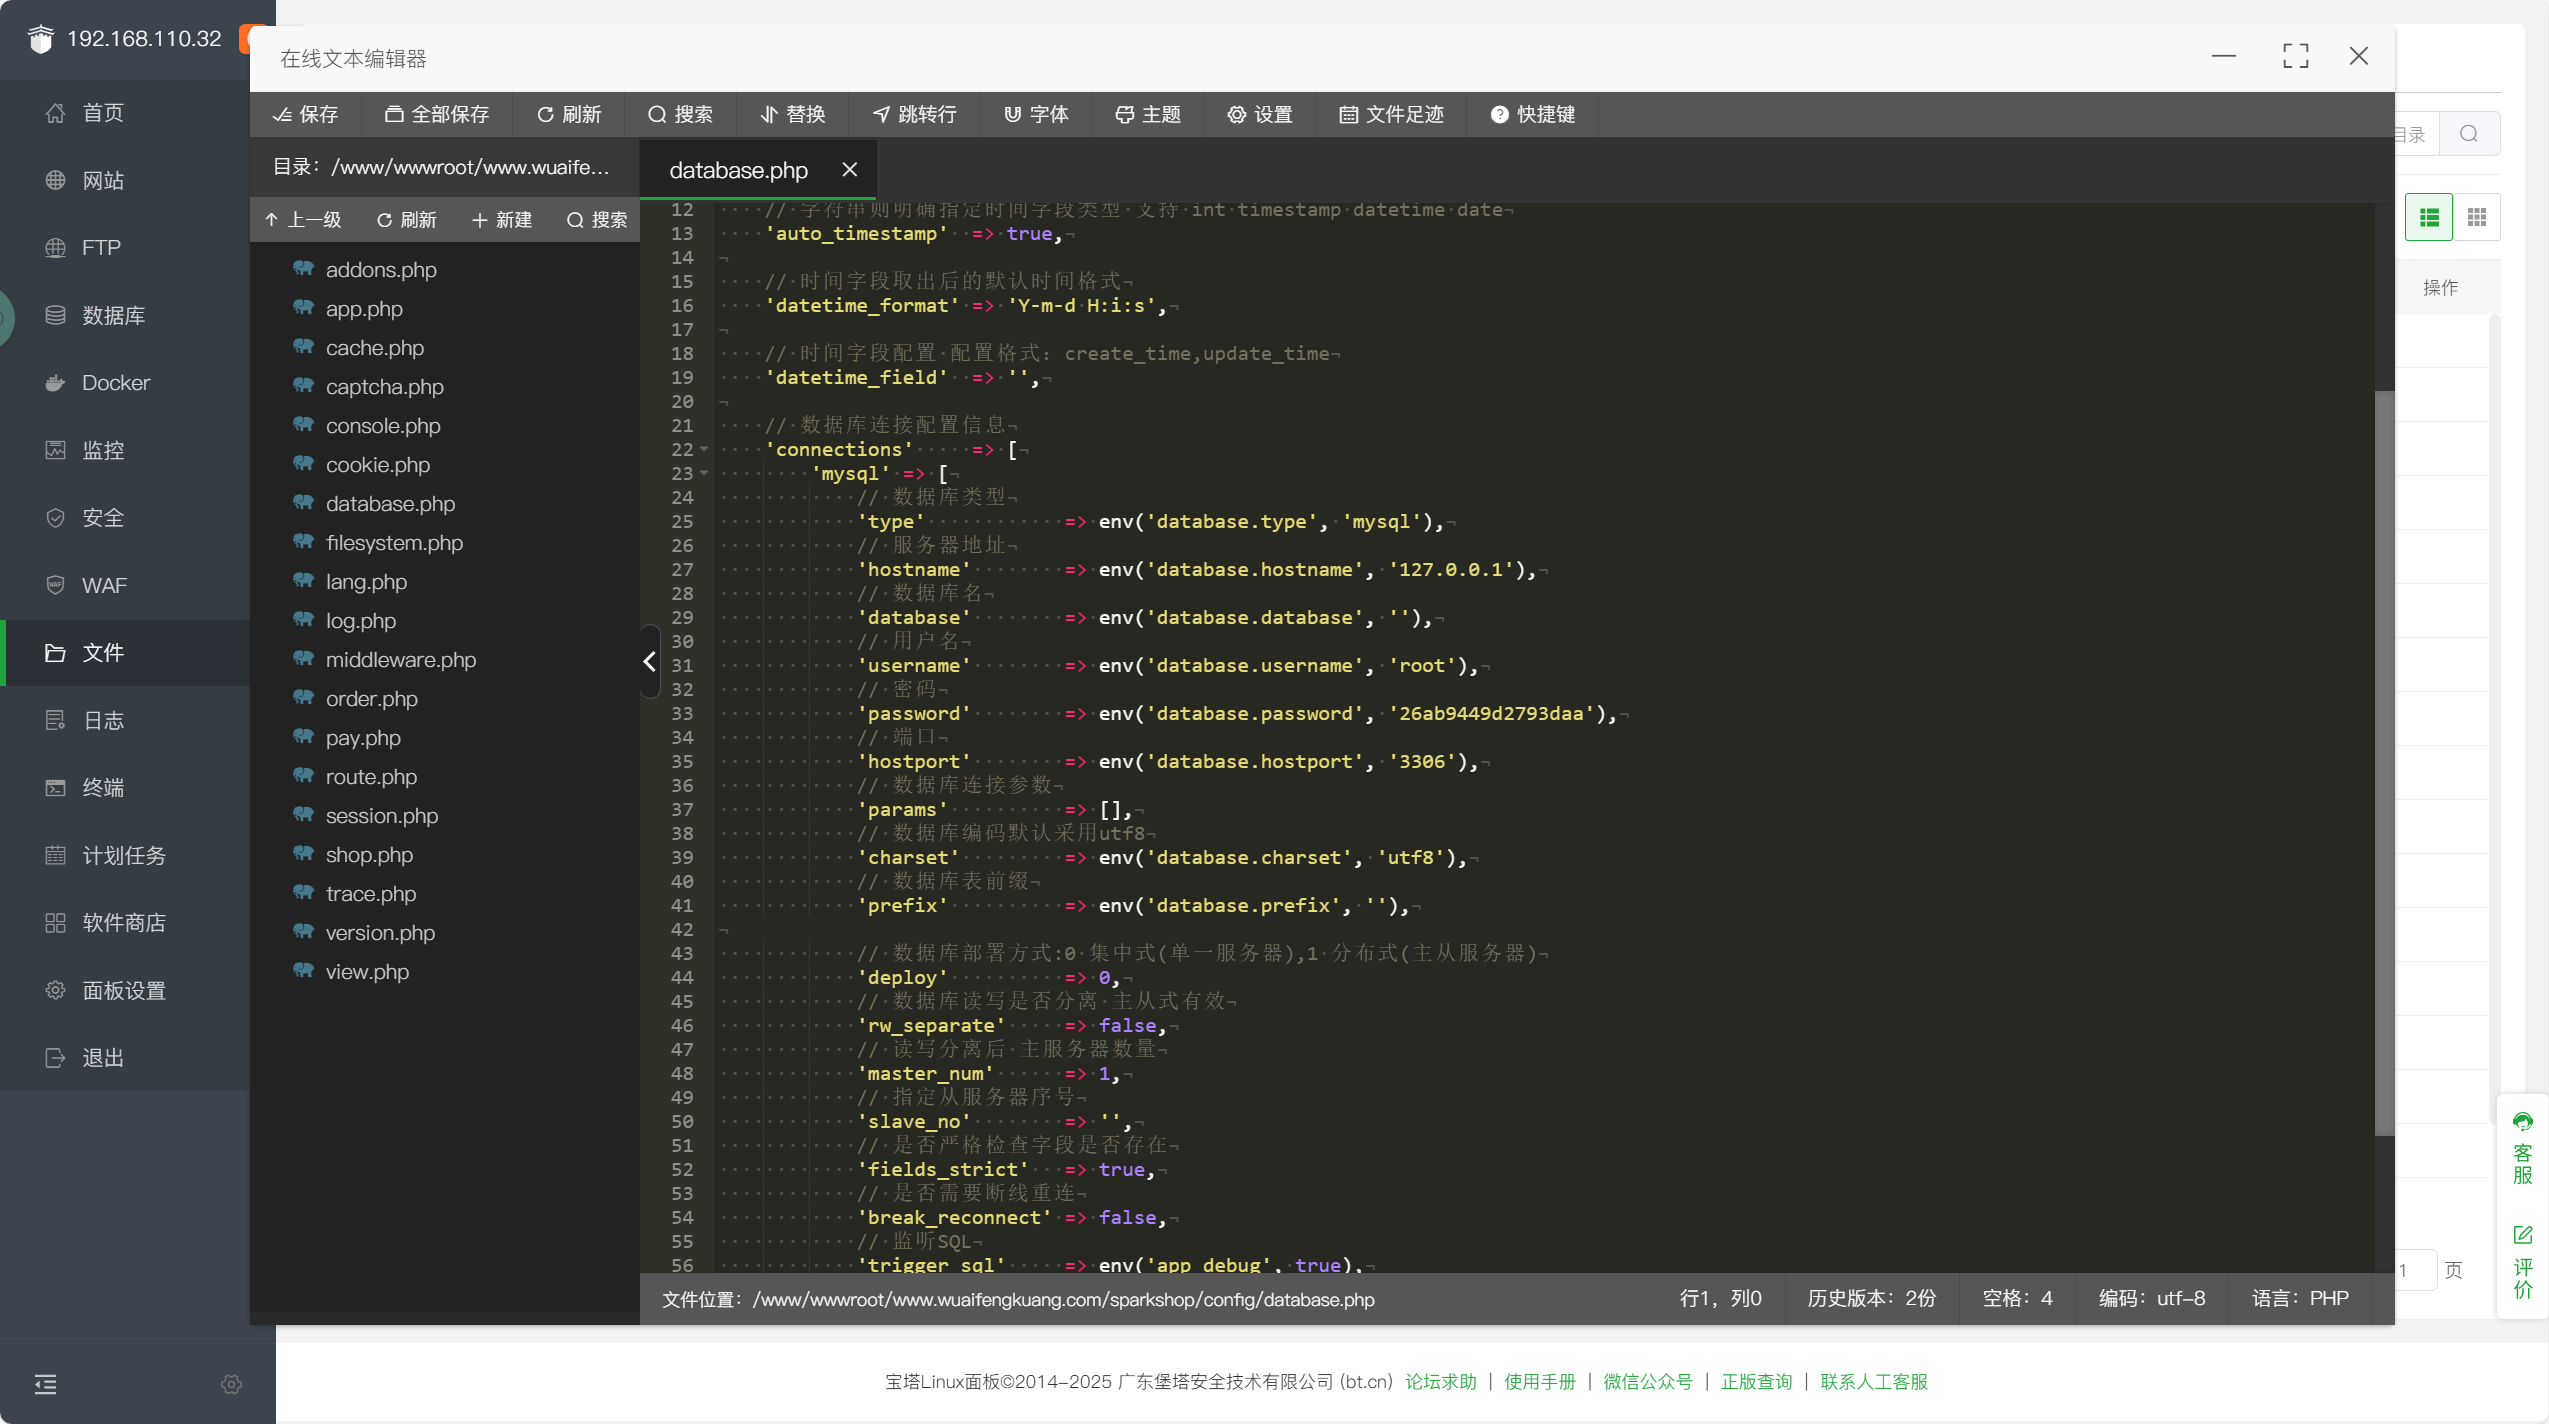 192.168.110.32
首页
网站
FTP
数据库
Docker
监控
安全
WAF
文件
日志
终端
计划任务
软件商店
面板设置
退出
在线文本编辑器
保存 全部保存 刷新 搜索 替换 跳转行 字体 主题 设置 文件足迹 快捷键
目录：/www/wwwroot/www.wuaife...
上一级 刷新 新建 搜索
addons.php
app.php
cache.php
captcha.php
console.php
cookie.php
database.php
filesystem.php
lang.php
log.php
middleware.php
order.php
pay.php
route.php
session.php
shop.php
trace.php
version.php
view.php
database.php
12 // 字符串则明确指定时间字段类型 支持 int timestamp datetime date
13 'auto_timestamp' => true,
14
15 // 时间字段取出后的默认时间格式
16 'datetime_format' => 'Y-m-d H:i:s',
17
18 // 时间字段配置 配置格式：create_time,update_time
19 'datetime_field' => '',
20
21 // 数据库连接配置信息
22 'connections' => [
23 'mysql' => [
24 // 数据库类型
25 'type' => env('database.type', 'mysql'),
26 // 服务器地址
27 'hostname' => env('database.hostname', '127.0.0.1'),
28 // 数据库名
29 'database' => env('database.database', ''),
30 // 用户名
31 'username' => env('database.username', 'root'),
32 // 密码
33 'password' => env('database.password', '26ab9449d2793daa'),
34 // 端口
35 'hostport' => env('database.hostport', '3306'),
36 // 数据库连接参数
37 'params' => [],
38 // 数据库编码默认采用utf8
39 'charset' => env('database.charset', 'utf8'),
40 // 数据库表前缀
41 'prefix' => env('database.prefix', ''),
42
43 // 数据库部署方式:0 集中式(单一服务器),1 分布式(主从服务器)
44 'deploy' => 0,
45 // 数据库读写是否分离 主从式有效
46 'rw_separate' => false,
47 // 读写分离后 主服务器数量
48 'master_num' => 1,
49 // 指定从服务器序号
50 'slave_no' => '',
51 // 是否严格检查字段是否存在
52 'fields_strict' => true,
53 // 是否需要断线重连
54 'break_reconnect' => false,
55 // 监听SQL
56 'trigger_sql' => env('app_debug', true),
文件位置：/www/wwwroot/www.wuaifengkuang.com/sparkshop/config/database.php
行1，列0 历史版本：2份 空格：4 编码：utf-8 语言：PHP
目录
操作
客服
评价
1 页
宝塔Linux面板©2014-2025 广东堡塔安全技术有限公司 (bt.cn) 论坛求助 | 使用手册 | 微信公众号 | 正版查询 | 联系人工客服